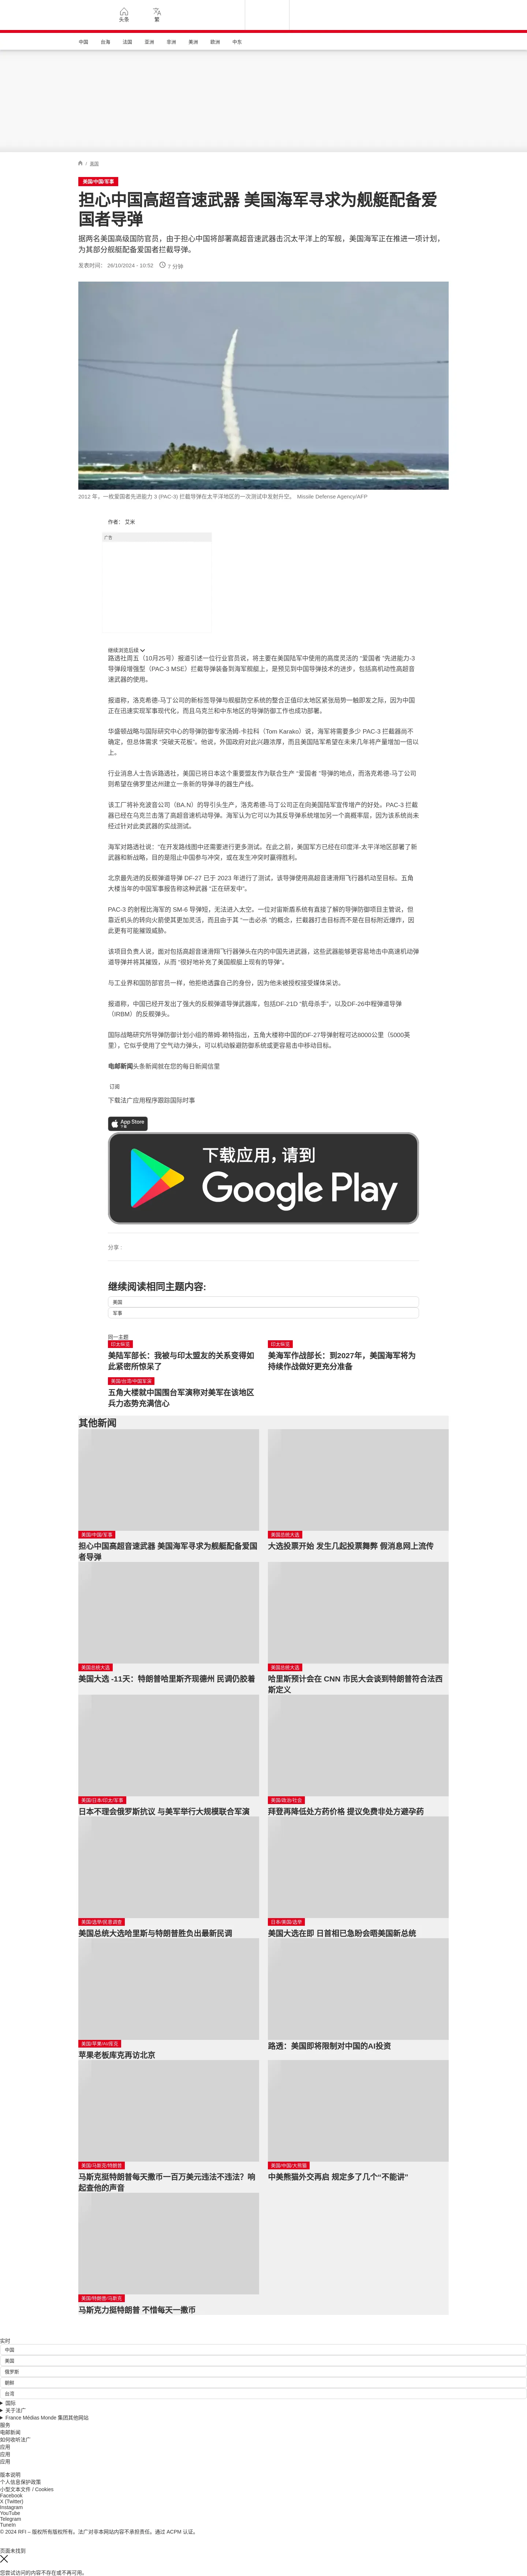 头条
繁
中国
台海
法国
亚洲
非洲
美洲
欧洲
中东
/ 美国
美国/中国/军事
担心中国高超音速武器 美国海军寻求为舰艇配备爱
国者导弹
据两名美国高级国防官员，由于担心中国将部署高超音速武器击沉太平洋上的军舰，美国海军正在推进一项计划，
为其部分舰艇配备爱国者拦截导弹。
发表时间： 26/10/2024 - 10:52
7 分钟
2012 年，一枚爱国者先进能力 3 (PAC-3) 拦截导弹在太平洋地区的一次测试中发射升空。 Missile Defense Agency/AFP
作者： 艾米
广告
继续浏览后续
路透社周五（10月25号）报道引述一位行业官员说，将主要在美国陆军中使用的高度灵活的 "爱国者 "先进能力-3
导弹段增强型（PAC-3 MSE）拦截导弹装备到海军舰艇上，是预见到中国导弹技术的进步，包括高机动性高超音
速武器的使用。
报道称，洛克希德-马丁公司的新标签导弹与舰艇防空系统的整合正值印太地区紧张局势一触即发之际，因为中国
正在迅速实现军事现代化，而且乌克兰和中东地区的导弹防御工作也成功部署。
华盛顿战略与国际研究中心的导弹防御专家汤姆-卡拉科（Tom Karako）说，海军将需要多少 PAC-3 拦截器尚不
确定，但总体需求 "突破天花板"。他说，外国政府对此兴趣浓厚，而且美国陆军希望在未来几年将产量增加一倍以
上。
行业消息人士告诉路透社，美国已将日本这个重要盟友作为联合生产 "爱国者 "导弹的地点，而洛克希德-马丁公司
则希望在佛罗里达州建立一条新的导弹寻的器生产线。
该工厂将补充波音公司（BA.N）的导引头生产，洛克希德-马丁公司正在向美国陆军宣传增产的好处。PAC-3 拦截
器已经在乌克兰击落了高超音速机动导弹。海军认为它可以为其反导弹系统增加另一个高概率层，因为该系统尚未
经过针对此类武器的实战测试。
海军对路透社说："在开发路线图中还需要进行更多测试。在此之前，美国军方已经在印度洋-太平洋地区部署了新
武器和新战略，目的是阻止中国参与冲突，或在发生冲突时赢得胜利。
北京最先进的反舰弹道导弹 DF-27 已于 2023 年进行了测试，该导弹使用高超音速滑翔飞行器机动至目标。五角
大楼当年的中国军事报告称这种武器 "正在研发中"。
PAC-3 的射程比海军的 SM-6 导弹短，无法进入太空。一位对宙斯盾系统有直接了解的导弹防御项目主管说，但
靠近机头的转向火箭使其更加灵活，而且由于其 "一击必杀 "的概念，拦截器打击目标而不是在目标附近爆炸，因
此更有可能摧毁威胁。
该项目负责人说，面对包括高超音速滑翔飞行器弹头在内的中国先进武器，这些武器能够更容易地击中高速机动弹
道导弹并将其摧毁，从而 "很好地补充了美国舰艇上现有的导弹"。
与工业界和国防部官员一样，他拒绝透露自己的身份，因为他未被授权接受媒体采访。
报道称，中国已经开发出了强大的反舰弹道导弹武器库，包括DF-21D "航母杀手"，以及DF-26中程弹道导弹
（IRBM）的反舰弹头。
国际战略研究所导弹防御计划小组的蒂姆-赖特指出，五角大楼称中国的DF-27导弹射程可达8000公里（5000英
里），它似乎使用了空气动力弹头，可以机动躲避防御系统或更容易击中移动目标。
电邮新闻头条新闻就在您的每日新闻信里
订阅
下载法广应用程序跟踪国际时事
App Store
下载应用，请到
Google Play
分享 :
继续阅读相同主题内容:
美国
军事
同一主题
印太纵览
美陆军部长：我被与印太盟友的关系变得如
此紧密所惊呆了
印太纵览
美海军作战部长：到2027年，美国海军将为
持续作战做好更充分准备
美国/台湾/中国军演
五角大楼就中国围台军演称对美军在该地区
兵力态势充满信心
其他新闻
美国/中国/军事
担心中国高超音速武器 美国海军寻求为舰艇配备爱国
者导弹
美国总统大选
大选投票开始 发生几起投票舞弊 假消息网上流传
美国总统大选
美国大选 -11天：特朗普哈里斯齐现德州 民调仍胶着
美国总统大选
哈里斯预计会在 CNN 市民大会谈到特朗普符合法西
斯定义
美国/日本/印太/军事
日本不理会俄罗斯抗议 与美军举行大规模联合军演
美国/政治/社会
拜登再降低处方药价格 提议免费非处方避孕药
美国/选举/民意调查
美国总统大选哈里斯与特朗普胜负出最新民调
日本/美国/选举
美国大选在即 日首相已急盼会晤美国新总统
美国/苹果/AI/库克
苹果老板库克再访北京
路透：美国即将限制对中国的AI投资
美国/马斯克/特朗普
马斯克挺特朗普每天撒币一百万美元违法不违法？响
起查他的声音
美国/中国/大熊猫
中美熊猫外交再启 规定多了几个“不能讲”
美国/特朗普/马斯克
马斯克力挺特朗普 不惜每天一撒币
实时
中国
美国
俄罗斯
朝鲜
台湾
国际
关于法广
France Médias Monde 集团其他网站
服务
电邮新闻
如何收听法广
应用
应用
应用
版本说明
个人信息保护政策
小型文本文件 / Cookies
Facebook
X (Twitter)
Instagram
YouTube
Telegram
TuneIn
© 2024 RFI – 版权所有版权所有。法广对非本网站内容不承担责任。通过 ACPM 认证。
页面未找到
您尝试访问的内容不存在或不再可用。